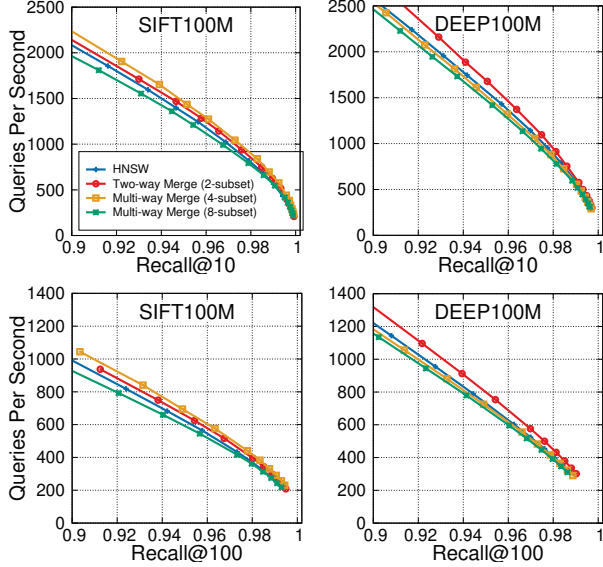 SIFT100M
Queries Per Second
2500
2000
1500
1000
500
0
HNSW
Two-way Merge (2-subset)
Multi-way Merge (4-subset)
Multi-way Merge (8-subset)
0.9 0.92 0.94 0.96 0.98 1
Recall@10
DEEP100M
2500
2000
1500
1000
500
0
0.9 0.92 0.94 0.96 0.98 1
Recall@10
SIFT100M
Queries Per Second
1400
1200
1000
800
600
400
200
0
0.9 0.92 0.94 0.96 0.98 1
Recall@100
DEEP100M
1400
1200
1000
800
600
400
200
0
0.9 0.92 0.94 0.96 0.98 1
Recall@100